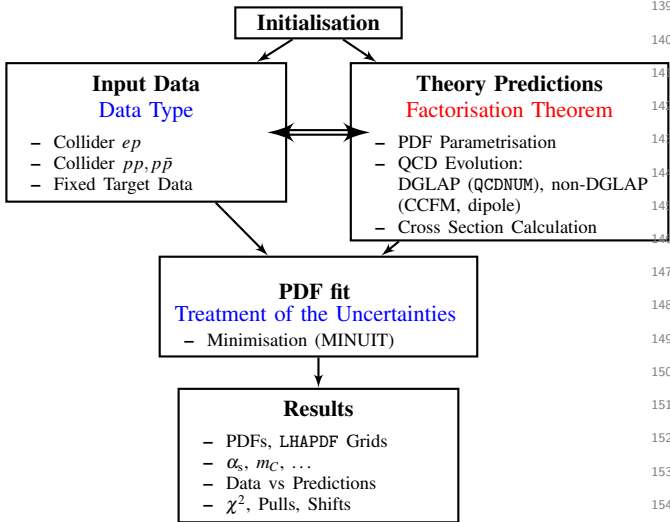 Initialisation
Input Data
Data Type
– Collider ep
– Collider pp, pp̄
– Fixed Target Data
Theory Predictions
Factorisation Theorem
– PDF Parametrisation
– QCD Evolution:
DGLAP (QCDNUM), non-DGLAP
(CCFM, dipole)
– Cross Section Calculation
PDF fit
Treatment of the Uncertainties
– Minimisation (MINUIT)
Results
– PDFs, LHAPDF Grids
– αs, mC, ...
– Data vs Predictions
– χ², Pulls, Shifts
139
140
141
142
143
144
145
146
147
148
149
150
151
152
153
154